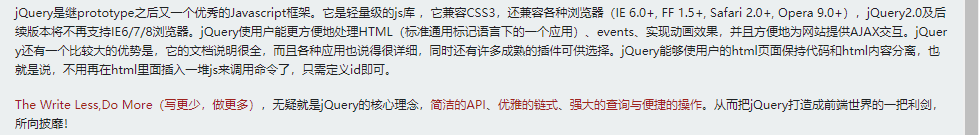 jQuery是继prototype之后又一个优秀的Javascript框架。它是轻量级的js库 ，它兼容CSS3，还兼容各种浏览器（IE 6.0+, FF 1.5+, Safari 2.0+, Opera 9.0+），jQuery2.0及后
续版本将不再支持IE6/7/8浏览器。jQuery使用户能更方便地处理HTML（标准通用标记语言下的一个应用）、events、实现动画效果，并且方便地为网站提供AJAX交互。jQuer
y还有一个比较大的优势是，它的文档说明很全，而且各种应用也说得很详细，同时还有许多成熟的插件可供选择。jQuery能够使用户的html页面保持代码和html内容分离，也
就是说，不用再在html里面插入一堆js来调用命令了，只需定义id即可。
The Write Less,Do More（写更少，做更多），无疑就是jQuery的核心理念，简洁的API、优雅的链式、强大的查询与便捷的操作。从而把jQuery打造成前端世界的一把利剑，
所向披靡！